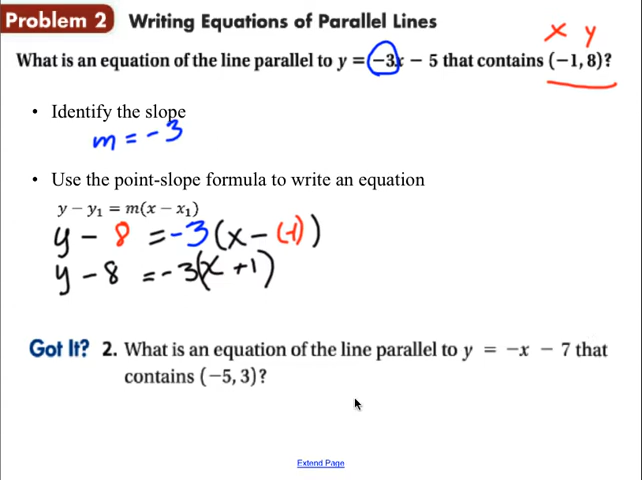 Problem 2 Writing Equations of Parallel Lines
x y
What is an equation of the line parallel to y = −3x − 5 that contains (−1, 8)?
• Identify the slope
m = -3
• Use the point-slope formula to write an equation
y − y₁ = m(x − x₁)
y - 8 = -3(x - (-1))
y - 8 = -3(x + 1)
Got It? 2. What is an equation of the line parallel to y = −x − 7 that
contains (−5, 3)?
Extend Page